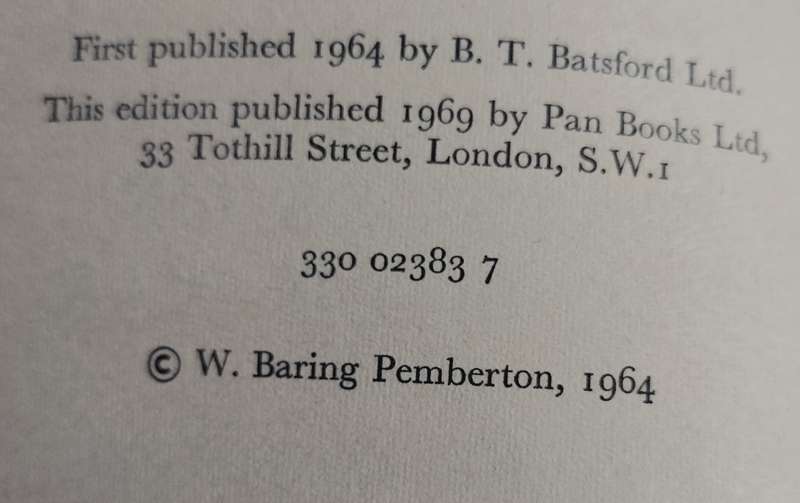 First published 1964 by B. T. Batsford Ltd.
This edition published 1969 by Pan Books Ltd,
33 Tothill Street, London, S.W.1
330 02383 7
© W. Baring Pemberton, 1964